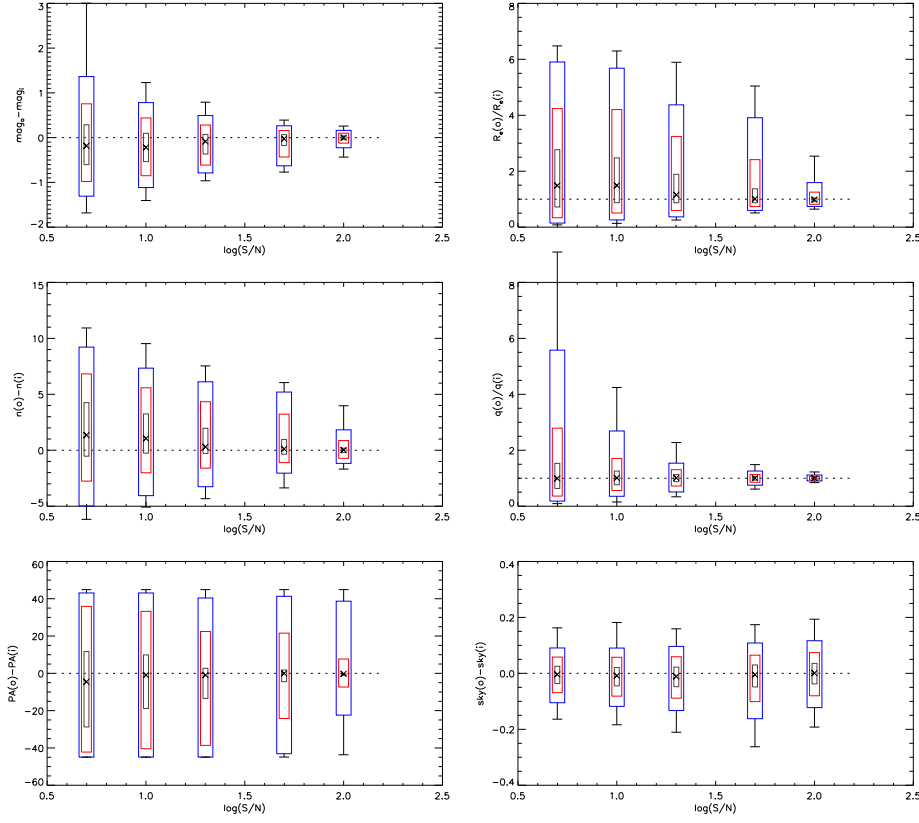 3
2
1
0
−1
−2
mag_o−mag_i
0.5 1.0 1.5 2.0 2.5
log(S/N)
8
6
4
2
0
R_e(o)/R_e(i)
0.5 1.0 1.5 2.0 2.5
log(S/N)
15
10
5
0
−5
n(o)−n(i)
0.5 1.0 1.5 2.0 2.5
log(S/N)
8
6
4
2
0
q(o)/q(i)
0.5 1.0 1.5 2.0 2.5
log(S/N)
60
40
20
0
−20
−40
−60
PA(o)−PA(i)
0.5 1.0 1.5 2.0 2.5
log(S/N)
0.4
0.2
0.0
−0.2
−0.4
sky(o)−sky(i)
0.5 1.0 1.5 2.0 2.5
log(S/N)